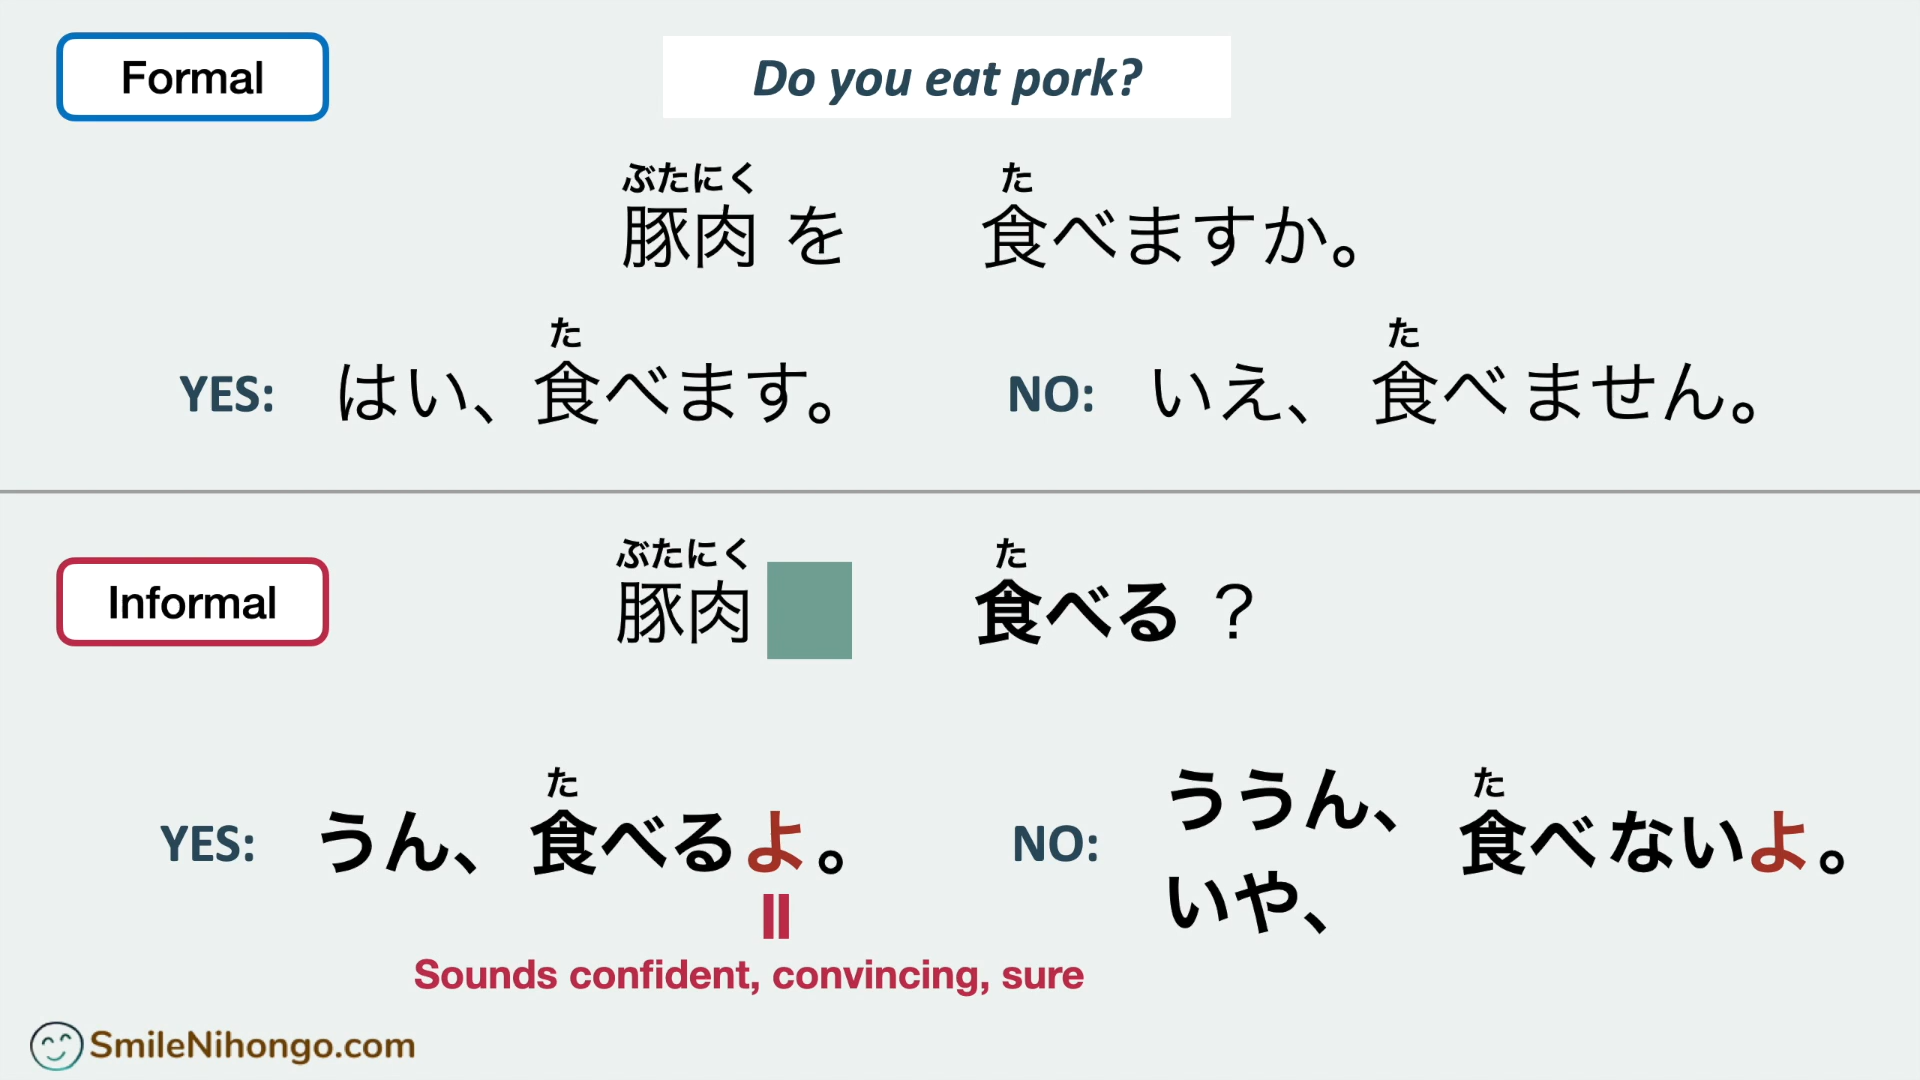 Formal
Do you eat pork?
ぶたにく た
豚肉 を 食べますか。
た た
YES: はい、食べます。 NO: いえ、 食べません。
ぶたにく た
Informal 豚肉 食べる ?
た ううん、 た
YES: うん、食べるよ。 NO: 食べないよ。
いや、
Sounds confident, convincing, sure
SmileNihongo.com